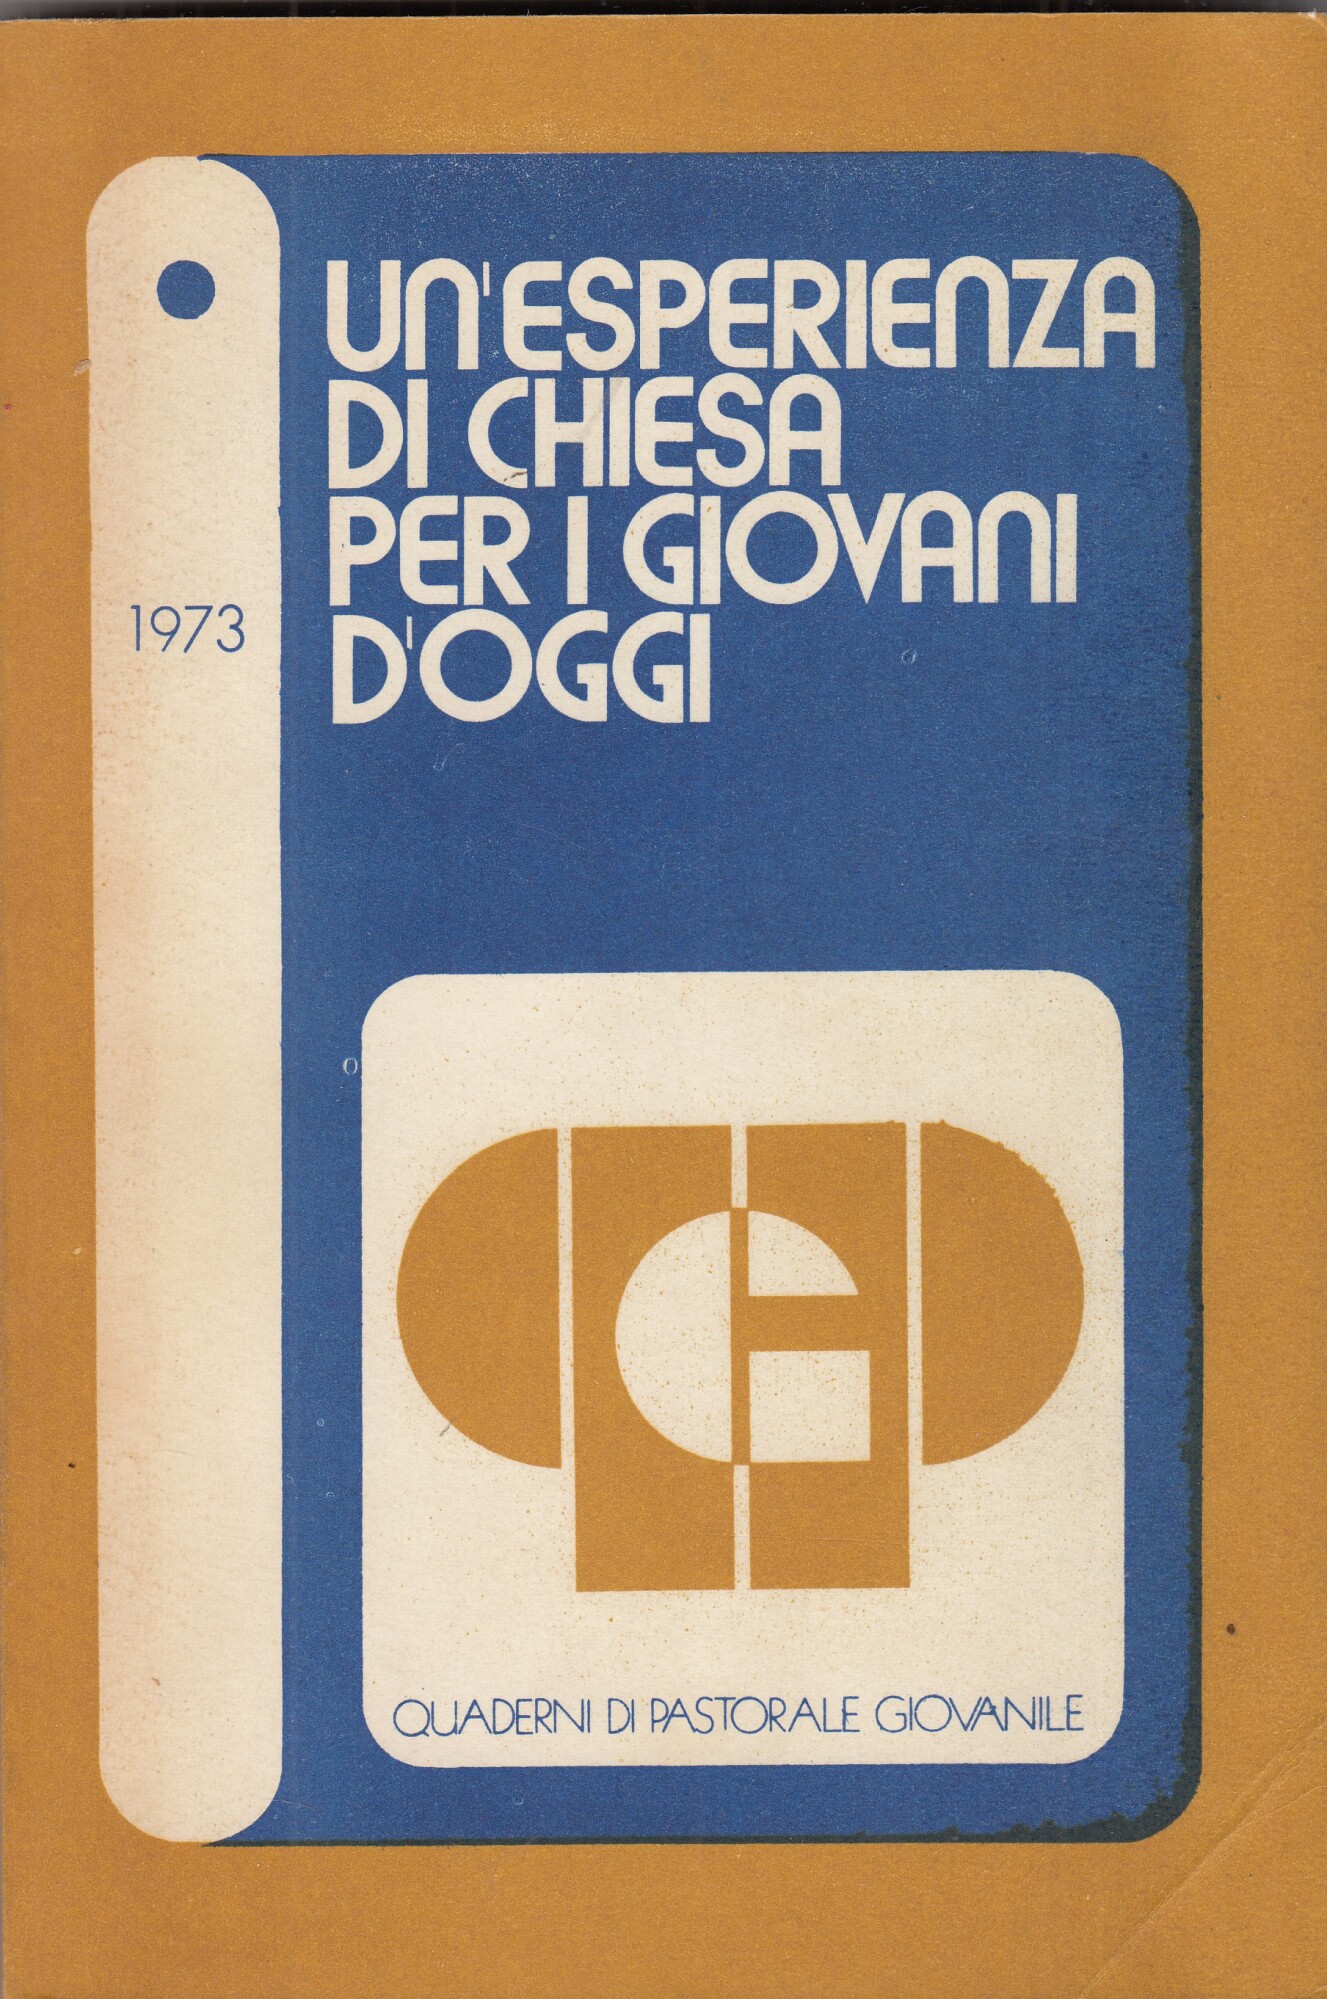 UN'ESPERIENZA
DI CHIESA
PER I GIOVANI
D'OGGI
1973
QUADERNI DI PASTORALE GIOVANILE